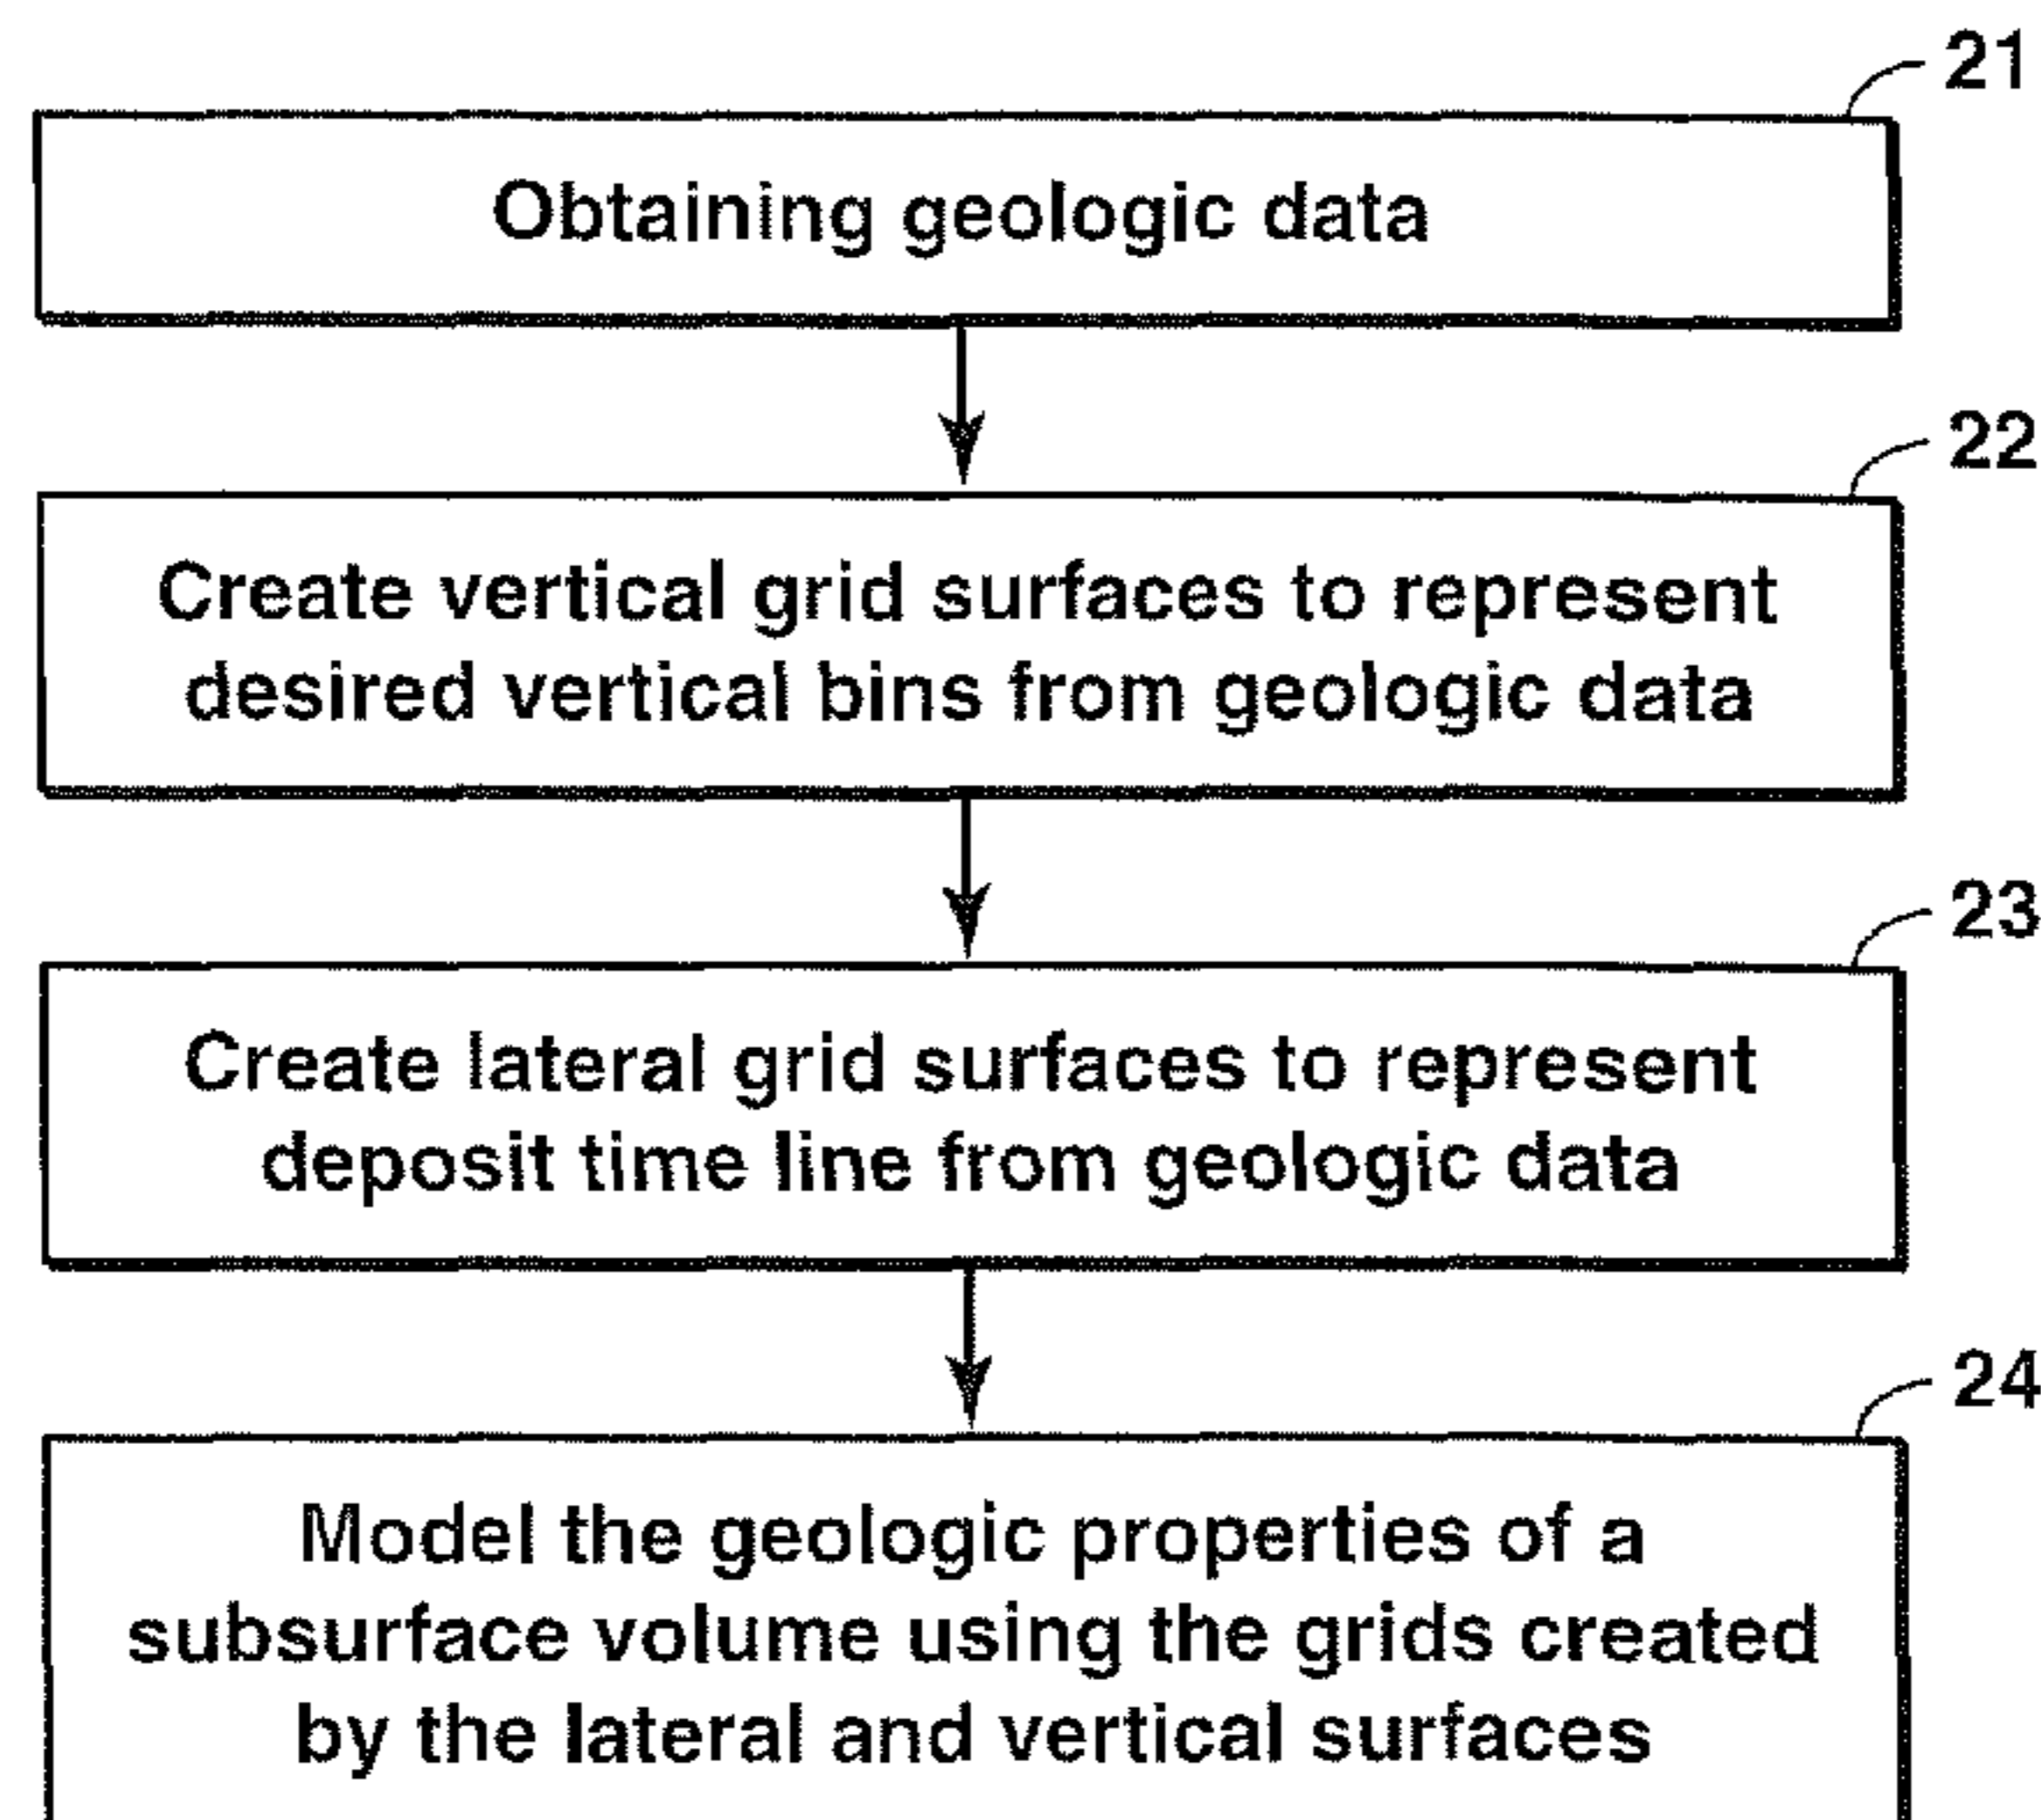 21
Obtaining geologic data
22
Create vertical grid surfaces to represent
desired vertical bins from geologic data
23
Create lateral grid surfaces to represent
deposit time line from geologic data
24
Model the geologic properties of a
subsurface volume using the grids created
by the lateral and vertical surfaces